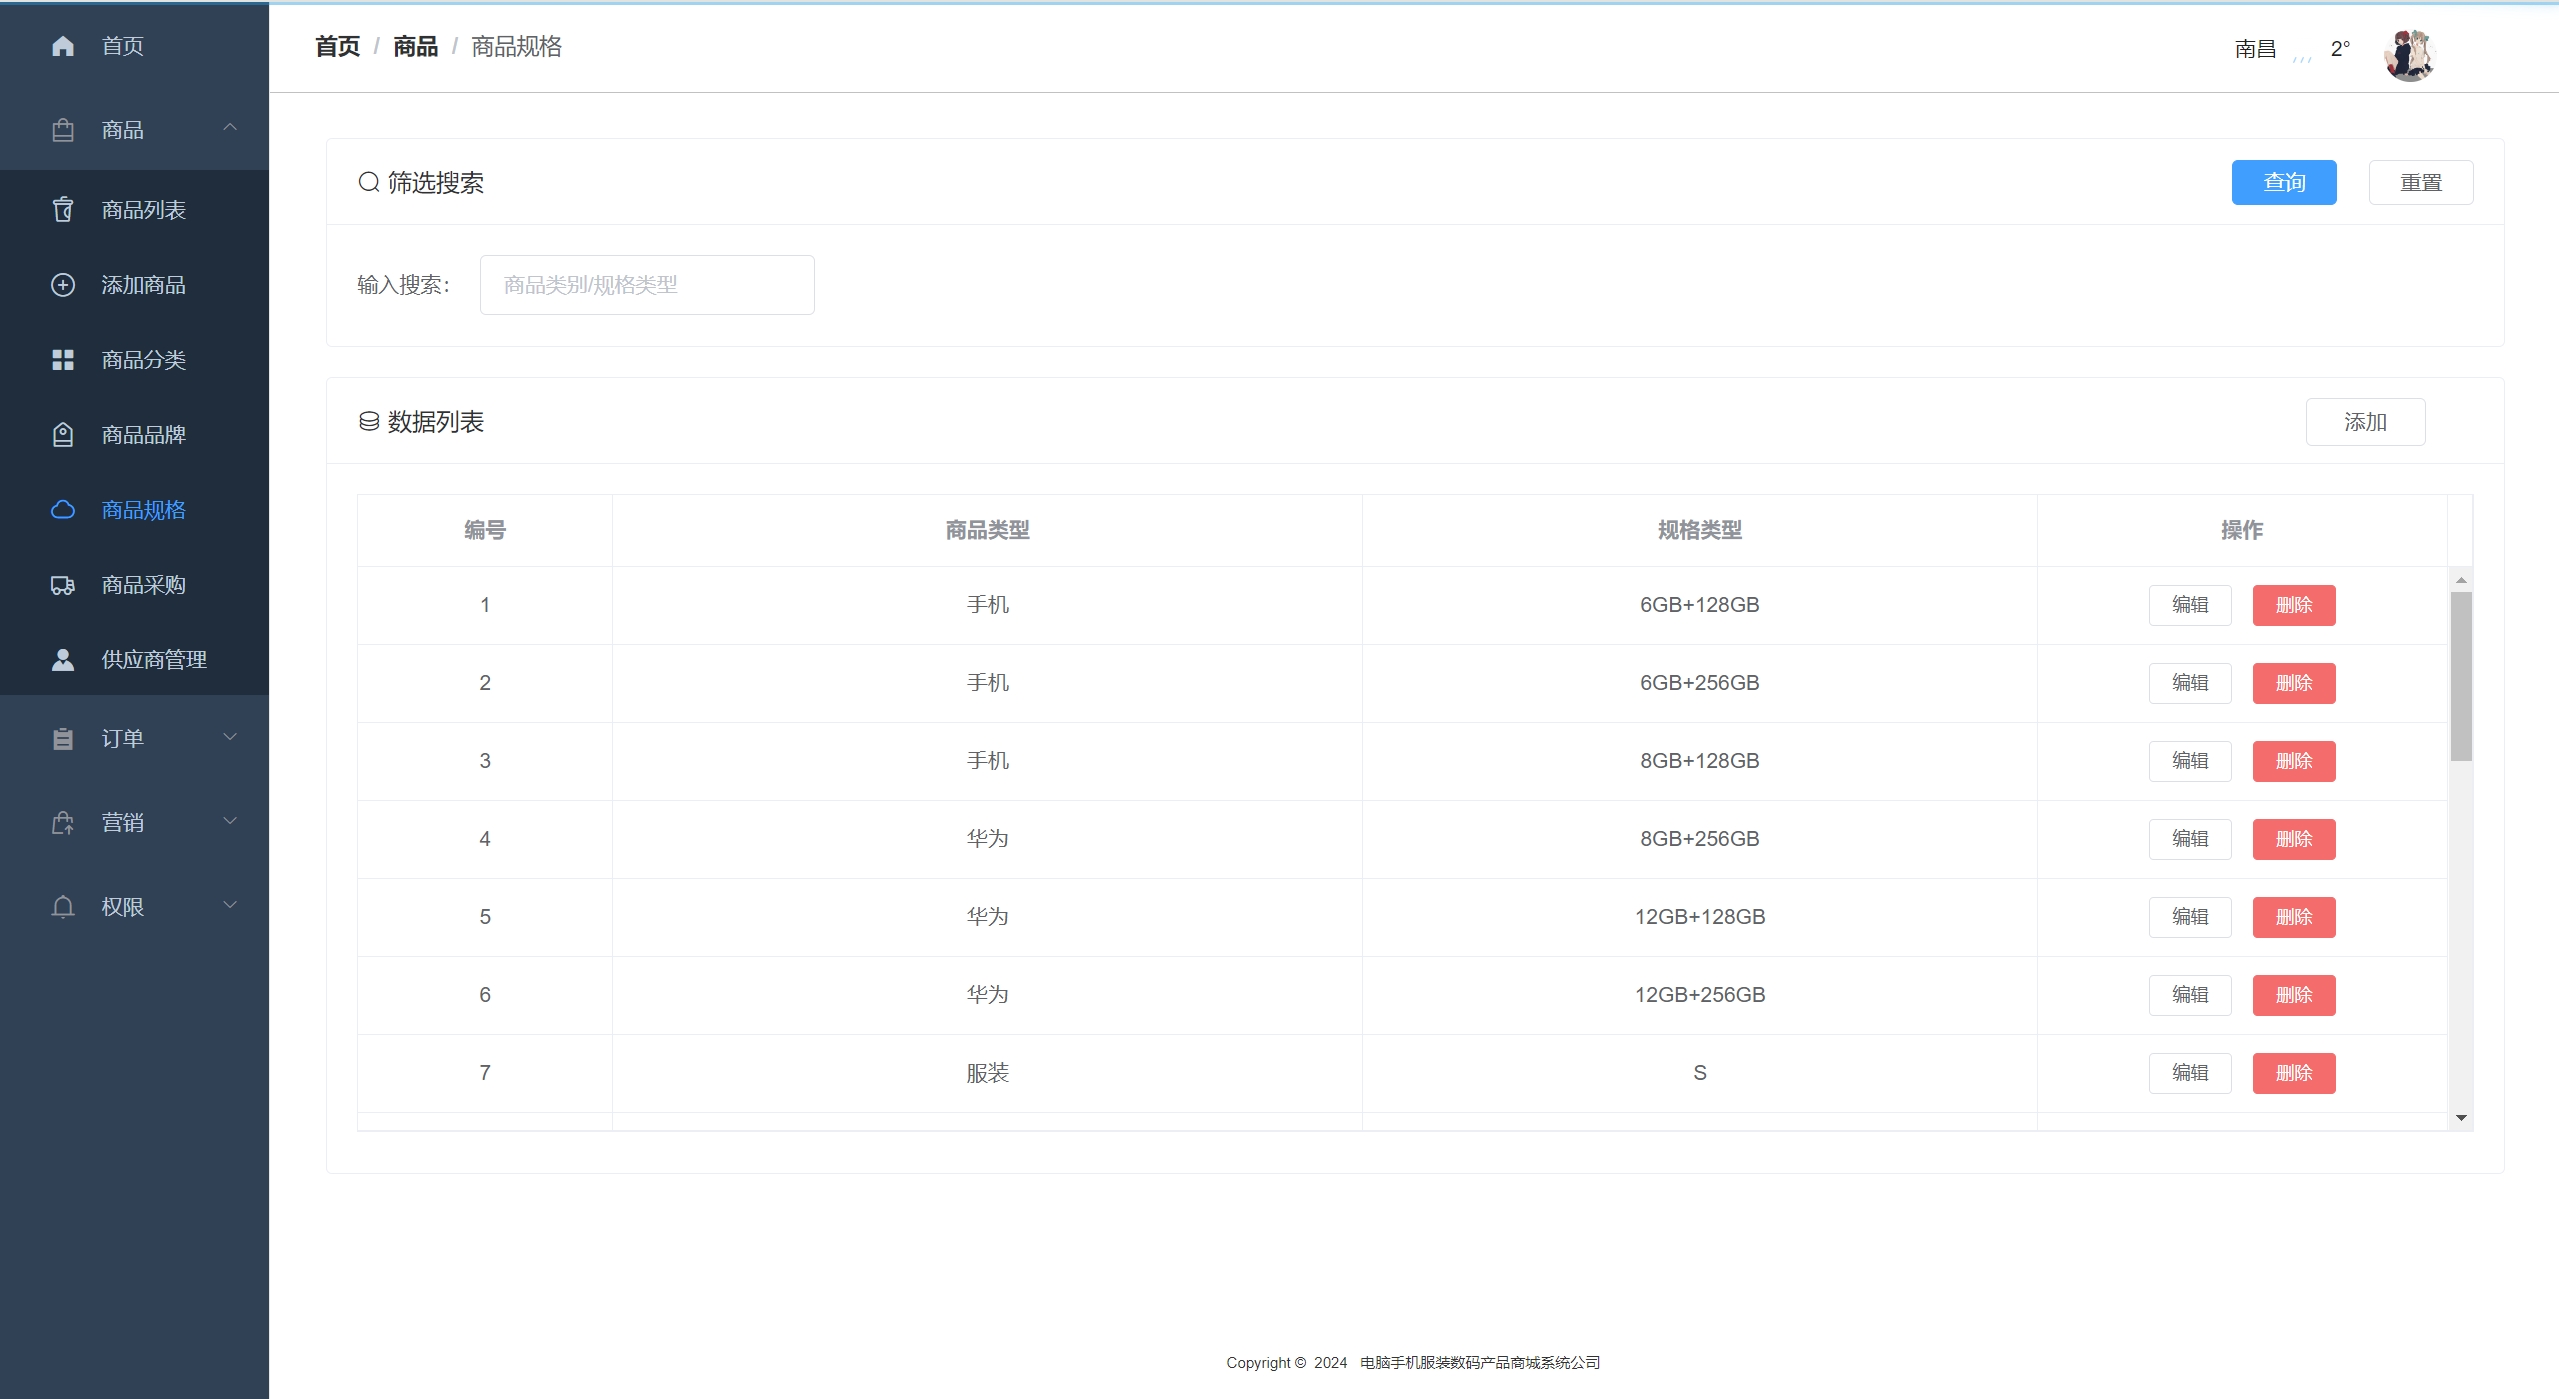 首页
商品
商品列表
添加商品
商品分类
商品品牌
商品规格
商品采购
供应商管理
订单
营销
权限
首页 / 商品 / 商品规格
南昌 2°
筛选搜索 查询 重置
输入搜索： 商品类别/规格类型
数据列表 添加
编号 商品类型 规格类型 操作
1 手机 6GB+128GB 编辑 删除
2 手机 6GB+256GB 编辑 删除
3 手机 8GB+128GB 编辑 删除
4 华为 8GB+256GB 编辑 删除
5 华为 12GB+128GB 编辑 删除
6 华为 12GB+256GB 编辑 删除
7 服装 S 编辑 删除
Copyright © 2024 电脑手机服装数码产品商城系统公司